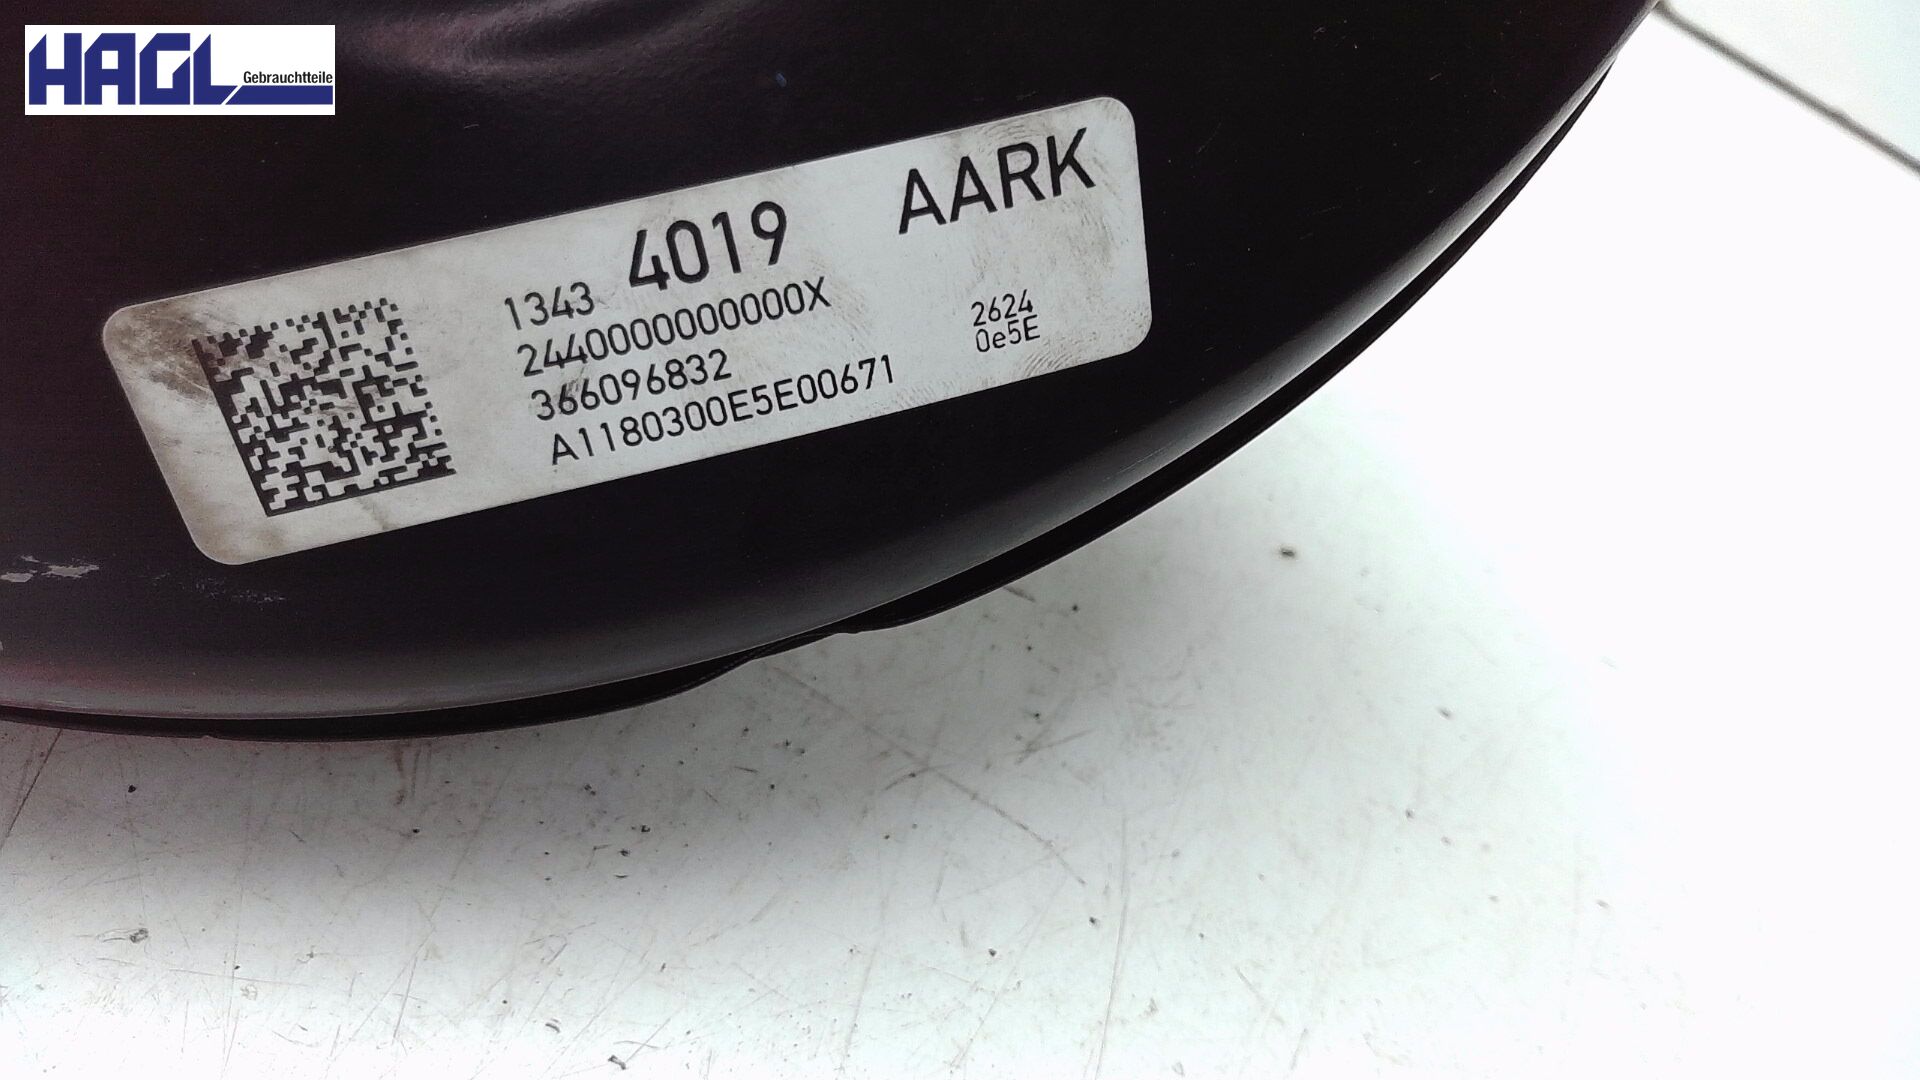 HAGL Gebrauchtteile
1343 4019 AARK
2440000000000X
366096832
A1180300E5E00671
2624
0e5E